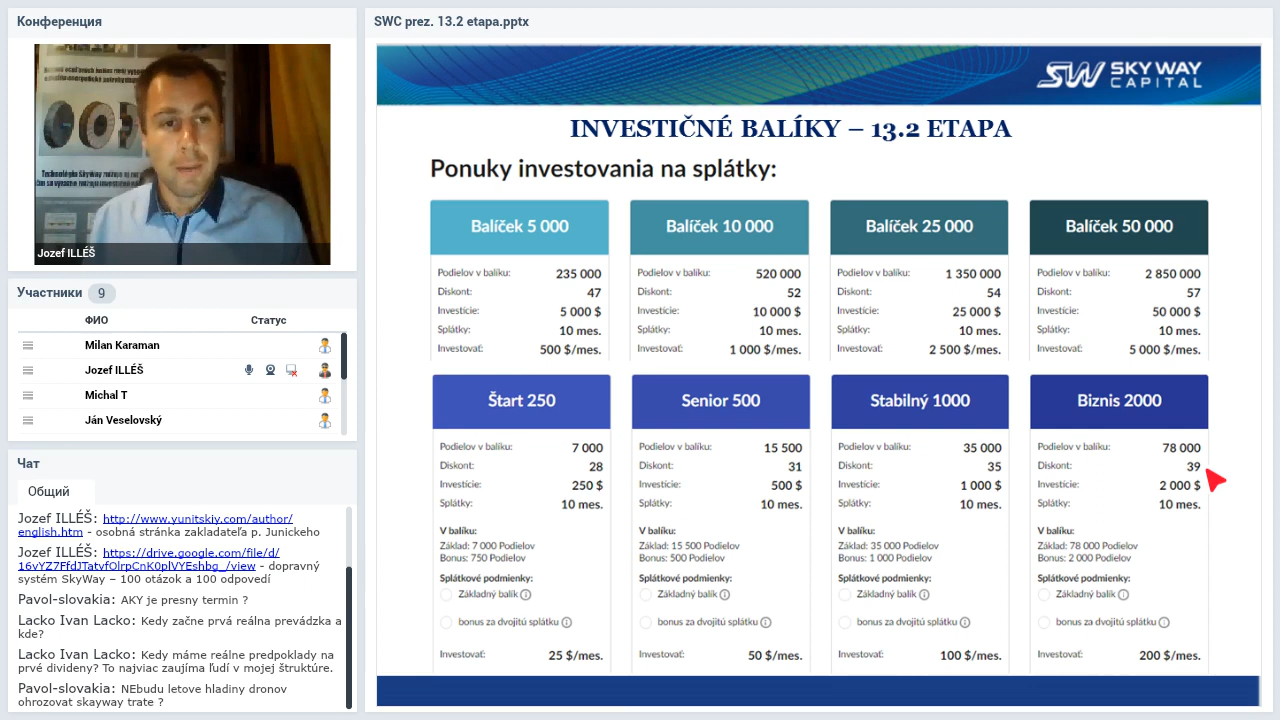 Конференция
Jozef ILLÉŠ
Участники 9
ФИО Статус
Milan Karaman
Jozef ILLÉŠ
Michal T
Ján Veselovský
Чат
Общий
Jozef ILLÉŠ: http://www.yunitskiy.com/author/
english.htm - osobná stránka zakladateľa p. Junickeho
Jozef ILLÉŠ: https://drive.google.com/file/d/
16vYZ7FfdJTatvfOlrpCnK0plVYEshbg_/view - dopravný
systém SkyWay – 100 otázok a 100 odpovedí
Pavol-slovakia: AKY je presny termin ?
Lacko Ivan Lacko: Kedy začne prvá reálna prevádzka a
kde?
Lacko Ivan Lacko: Kedy máme reálne predpoklady na
prvé divideny? To najviac zaujíma ľudí v mojej štruktúre.
Pavol-slovakia: NEbudu letove hladiny dronov
ohrozovat skayway trate ?
SWC prez. 13.2 etapa.pptx
SW SKY WAY
CAPITAL
INVESTIČNÉ BALÍKY – 13.2 ETAPA
Ponuky investovania na splátky:
Balíček 5 000 Balíček 10 000 Balíček 25 000 Balíček 50 000
Podielov v balíku: 235 000 Podielov v balíku: 520 000 Podielov v balíku: 1 350 000 Podielov v balíku: 2 850 000
Diskont: 47 Diskont: 52 Diskont: 54 Diskont: 57
Investície: 5 000 $ Investície: 10 000 $ Investície: 25 000 $ Investície: 50 000 $
Splátky: 10 mes. Splátky: 10 mes. Splátky: 10 mes. Splátky: 10 mes.
Investovať: 500 $/mes. Investovať: 1 000 $/mes. Investovať: 2 500 $/mes. Investovať: 5 000 $/mes.
Štart 250 Senior 500 Stabilný 1000 Biznis 2000
Podielov v balíku: 7 000 Podielov v balíku: 15 500 Podielov v balíku: 35 000 Podielov v balíku: 78 000
Diskont: 28 Diskont: 31 Diskont: 35 Diskont: 39
Investície: 250 $ Investície: 500 $ Investície: 1 000 $ Investície: 2 000 $
Splátky: 10 mes. Splátky: 10 mes. Splátky: 10 mes. Splátky: 10 mes.
V balíku: V balíku: V balíku: V balíku:
Základ: 7 000 Podielov Základ: 15 500 Podielov Základ: 35 000 Podielov Základ: 78 000 Podielov
Bonus: 750 Podielov Bonus: 500 Podielov Bonus: 1 000 Podielov Bonus: 2 000 Podielov
Splátkové podmienky: Splátkové podmienky: Splátkové podmienky: Splátkové podmienky:
Základný balík Základný balík Základný balík Základný balík
bonus za dvojitú splátku bonus za dvojitú splátku bonus za dvojitú splátku bonus za dvojitú splátku
Investovať: 25 $/mes. Investovať: 50 $/mes. Investovať: 100 $/mes. Investovať: 200 $/mes.